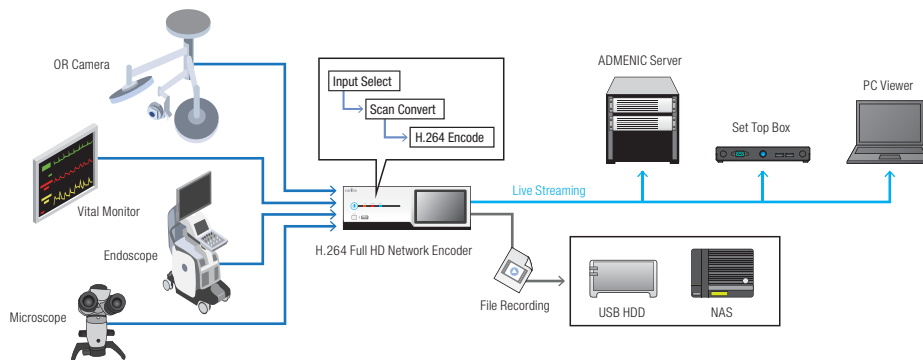 OR Camera
Vital Monitor
Endoscope
Microscope
Input Select
Scan Convert
H.264 Encode
H.264 Full HD Network Encoder
Live Streaming
File Recording
ADMENIC Server
Set Top Box
PC Viewer
USB HDD
NAS